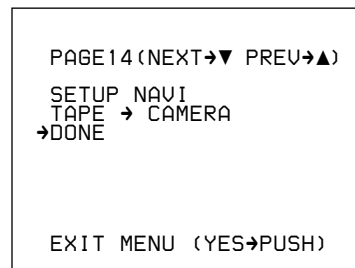 PAGE14(NEXT➔▼ PREV➔▲)
SETUP NAVI
TAPE ➔ CAMERA
➔DONE
EXIT MENU (YES➔PUSH)